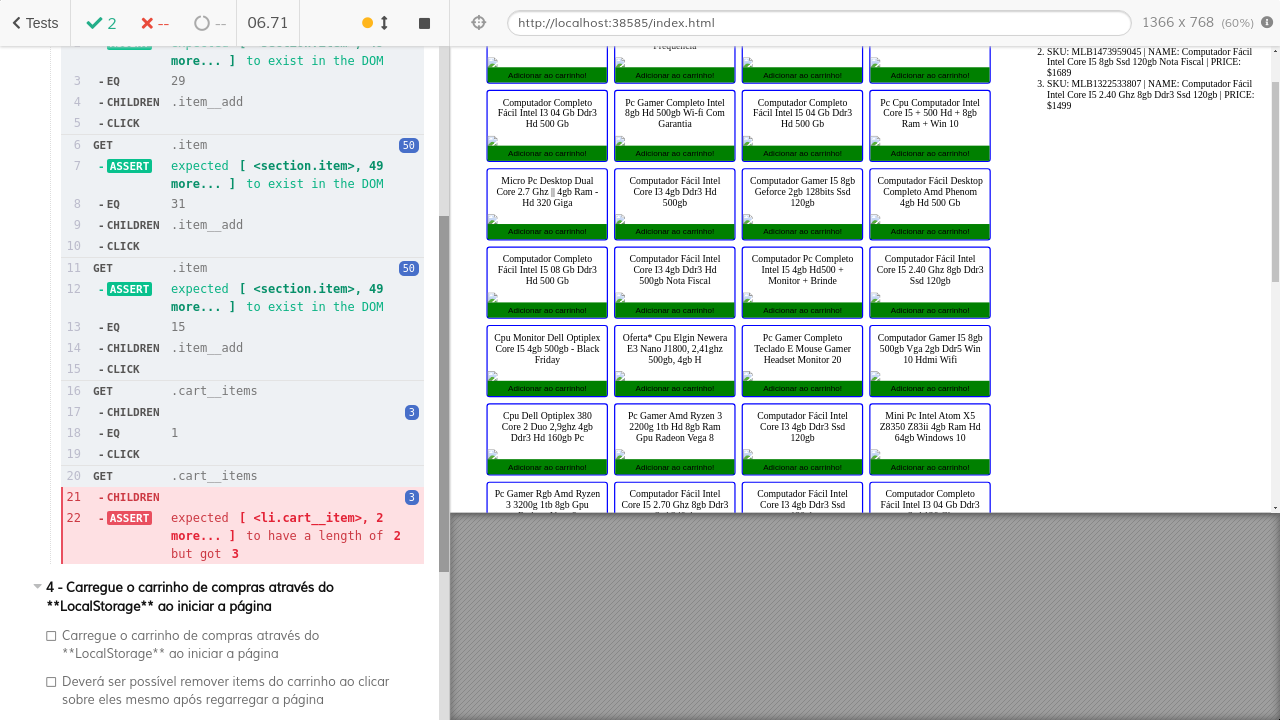 Tests
2
--
--
06.71
http://localhost:38585/index.html
1366 x 768 (60%)
more... ] to exist in the DOM
3 - EQ 29
4 - CHILDREN .item__add
5 - CLICK
6 GET .item 50
7 - ASSERT expected [ <section.item>, 49
more... ] to exist in the DOM
8 - EQ 31
9 - CHILDREN .item__add
10 - CLICK
11 GET .item 50
12 - ASSERT expected [ <section.item>, 49
more... ] to exist in the DOM
13 - EQ 15
14 - CHILDREN .item__add
15 - CLICK
16 GET .cart_items
17 - CHILDREN 3
18 - EQ 1
19 - CLICK
20 GET .cart_items
21 - CHILDREN 3
22 - ASSERT expected [ <li.cart__item>, 2
more... ] to have a length of 2
but got 3
4 - Carregue o carrinho de compras através do
**LocalStorage** ao iniciar a página
Carregue o carrinho de compras através do
**LocalStorage** ao iniciar a página
Deverá ser possível remover items do carrinho ao clicar
sobre eles mesmo após regarregar a página
Adicionar ao carrinho!
Adicionar ao carrinho!
Adicionar ao carrinho!
Adicionar ao carrinho!
Computador Completo
Fácil Intel I3 04 Gb Ddr3
Hd 500 Gb
Adicionar ao carrinho!
Pc Gamer Completo Intel
8gb Hd 500gb Wi-fi Com
Garantia
Adicionar ao carrinho!
Computador Completo
Fácil Intel I5 04 Gb Ddr3
Hd 500 Gb
Adicionar ao carrinho!
Pc Cpu Computador Intel
Core I5 + 500 Hd + 8gb
Ram + Win 10
Adicionar ao carrinho!
Micro Pc Desktop Dual
Core 2.7 Ghz || 4gb Ram -
Hd 320 Giga
Adicionar ao carrinho!
Computador Fácil Intel
Core I3 4gb Ddr3 Hd
500gb
Adicionar ao carrinho!
Computador Gamer I5 8gb
Geforce 2gb 128bits Ssd
120gb
Adicionar ao carrinho!
Computador Fácil Desktop
Completo Amd Phenom
4gb Hd 500 Gb
Adicionar ao carrinho!
Computador Completo
Fácil Intel I5 08 Gb Ddr3
Hd 500 Gb
Adicionar ao carrinho!
Computador Fácil Intel
Core I3 4gb Ddr3 Hd
500gb Nota Fiscal
Adicionar ao carrinho!
Computador Pc Completo
Intel I5 4gb Hd500 +
Monitor + Brinde
Adicionar ao carrinho!
Computador Fácil Intel
Core I5 2.40 Ghz 8gb Ddr3
Ssd 120gb
Adicionar ao carrinho!
Cpu Monitor Dell Optiplex
Core I5 4gb 500gb - Black
Friday
Adicionar ao carrinho!
Oferta* Cpu Elgin Newera
E3 Nano J1800, 2,41ghz
500gb, 4gb H
Adicionar ao carrinho!
Pc Gamer Completo
Teclado E Mouse Gamer
Headset Monitor 20
Adicionar ao carrinho!
Computador Gamer I5 8gb
500gb Vga 2gb Ddr5 Win
10 Hdmi Wifi
Adicionar ao carrinho!
Cpu Dell Optiplex 380
Core 2 Duo 2,9ghz 4gb
Ddr3 Hd 160gb Pc
Adicionar ao carrinho!
Pc Gamer Amd Ryzen 3
2200g 1tb Hd 8gb Ram
Gpu Radeon Vega 8
Adicionar ao carrinho!
Computador Fácil Intel
Core I3 4gb Ddr3 Ssd
120gb
Adicionar ao carrinho!
Mini Pc Intel Atom X5
Z8350 Z83ii 4gb Ram Hd
64gb Windows 10
Adicionar ao carrinho!
Pc Gamer Rgb Amd Ryzen
3 3200g 1tb 8gb Gpu
Computador Fácil Intel
Core I5 2.70 Ghz 8gb Ddr3
Computador Fácil Intel
Core I3 4gb Ddr3 Ssd
Computador Completo
Fácil Intel I3 04 Gb Ddr3
2. SKU: MLB1473959045 | NAME: Computador Fácil
Intel Core I5 8gb Ssd 120gb Nota Fiscal | PRICE:
$1689
3. SKU: MLB1322533807 | NAME: Computador Fácil
Intel Core I5 2.40 Ghz 8gb Ddr3 Ssd 120gb | PRICE:
$1499